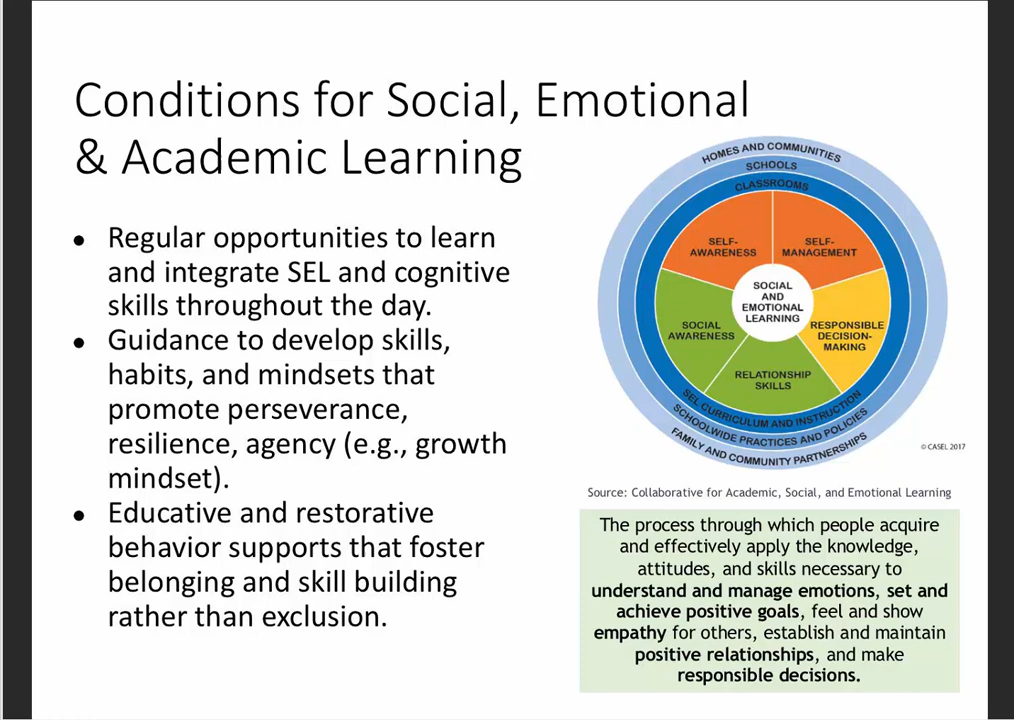 Conditions for Social, Emotional
& Academic Learning
● Regular opportunities to learn
and integrate SEL and cognitive
skills throughout the day.
● Guidance to develop skills,
habits, and mindsets that
promote perseverance,
resilience, agency (e.g., growth
mindset).
● Educative and restorative
behavior supports that foster
belonging and skill building
rather than exclusion.
HOMES AND COMMUNITIES
SCHOOLS
CLASSROOMS
SELF-
AWARENESS
SELF-
MANAGEMENT
SOCIAL
AND
EMOTIONAL
LEARNING
SOCIAL
AWARENESS
RESPONSIBLE
DECISION-
MAKING
RELATIONSHIP
SKILLS
SEL CURRICULUM AND INSTRUCTION
SCHOOLWIDE PRACTICES AND POLICIES
FAMILY AND COMMUNITY PARTNERSHIPS
© CASEL 2017
Source: Collaborative for Academic, Social, and Emotional Learning
The process through which people acquire
and effectively apply the knowledge,
attitudes, and skills necessary to
understand and manage emotions, set and
achieve positive goals, feel and show
empathy for others, establish and maintain
positive relationships, and make
responsible decisions.